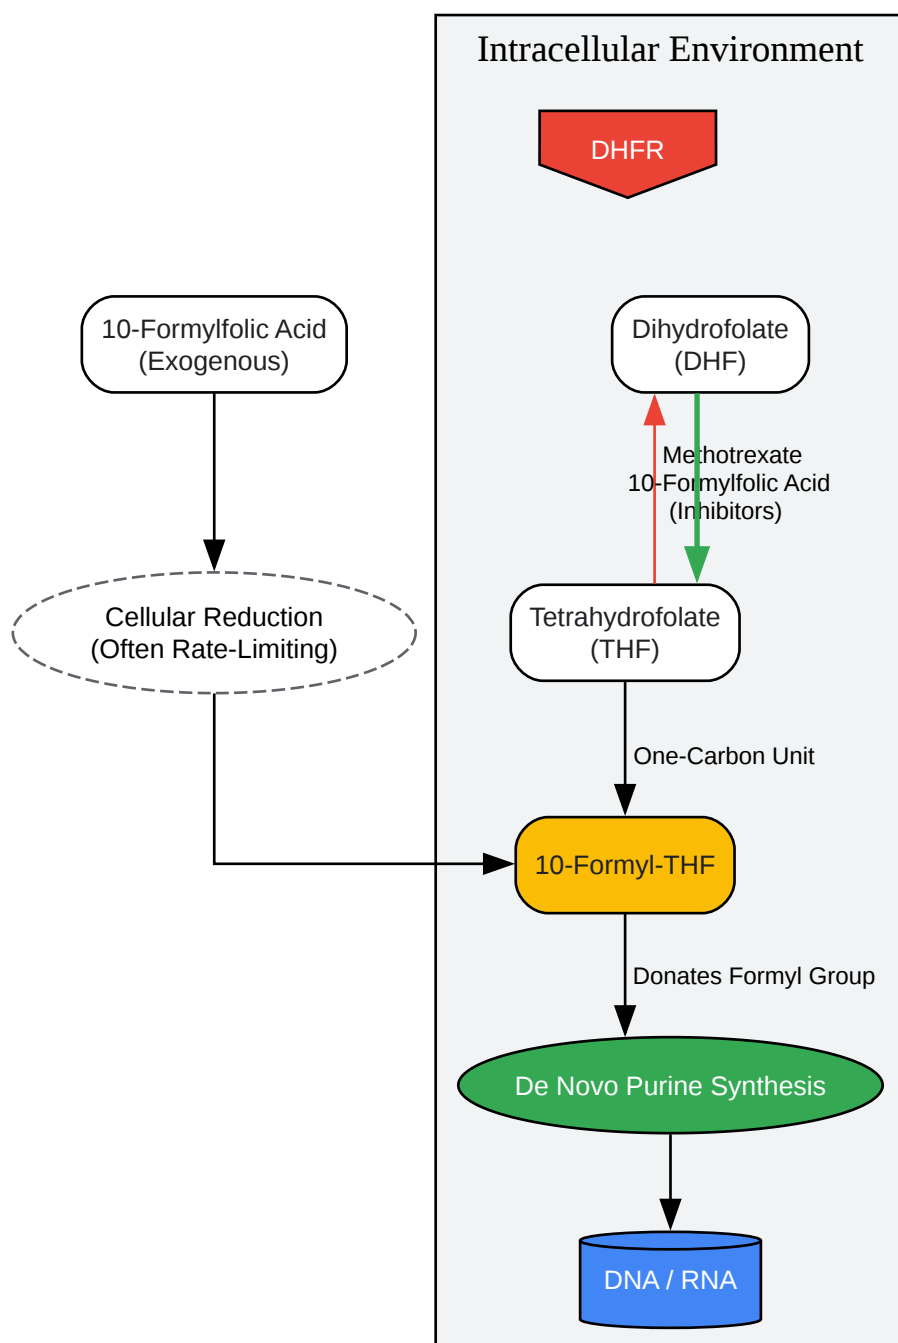 Intracellular Environment
DHFR
10-Formylfolic Acid
(Exogenous)
Dihydrofolate
(DHF)
Methotrexate
10-Formylfolic Acid
(Inhibitors)
Cellular Reduction
(Often Rate-Limiting)
Tetrahydrofolate
(THF)
One-Carbon Unit
10-Formyl-THF
Donates Formyl Group
De Novo Purine Synthesis
DNA / RNA